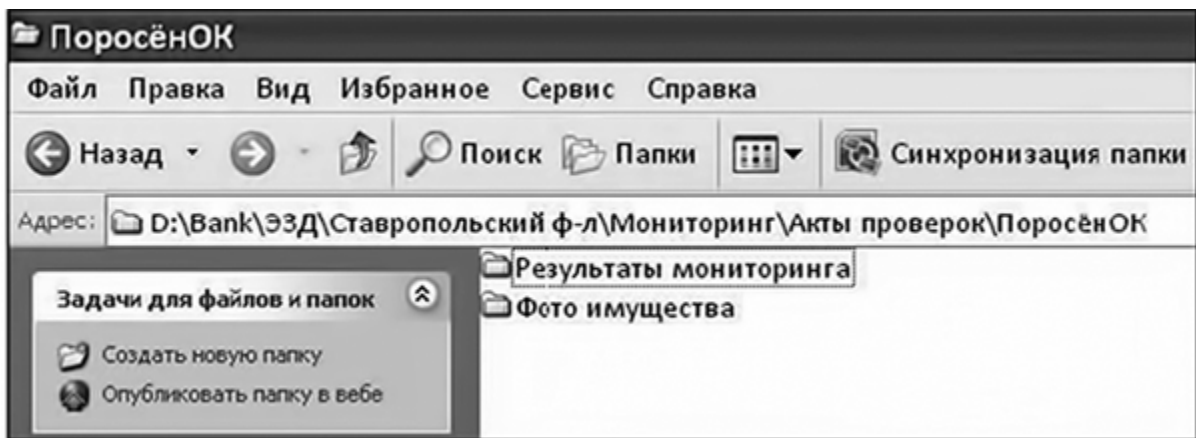 ПоросёнОК
Файл Правка Вид Избранное Сервис Справка
Назад Поиск Папки Синхронизация папки
Адрес: D:\Bank\ЭЗД\Ставропольский ф-л\Мониторинг\Акты проверок\ПоросёнОК
Результаты мониторинга
Задачи для файлов и папок
Фото имущества
Создать новую папку
Опубликовать папку в вебе